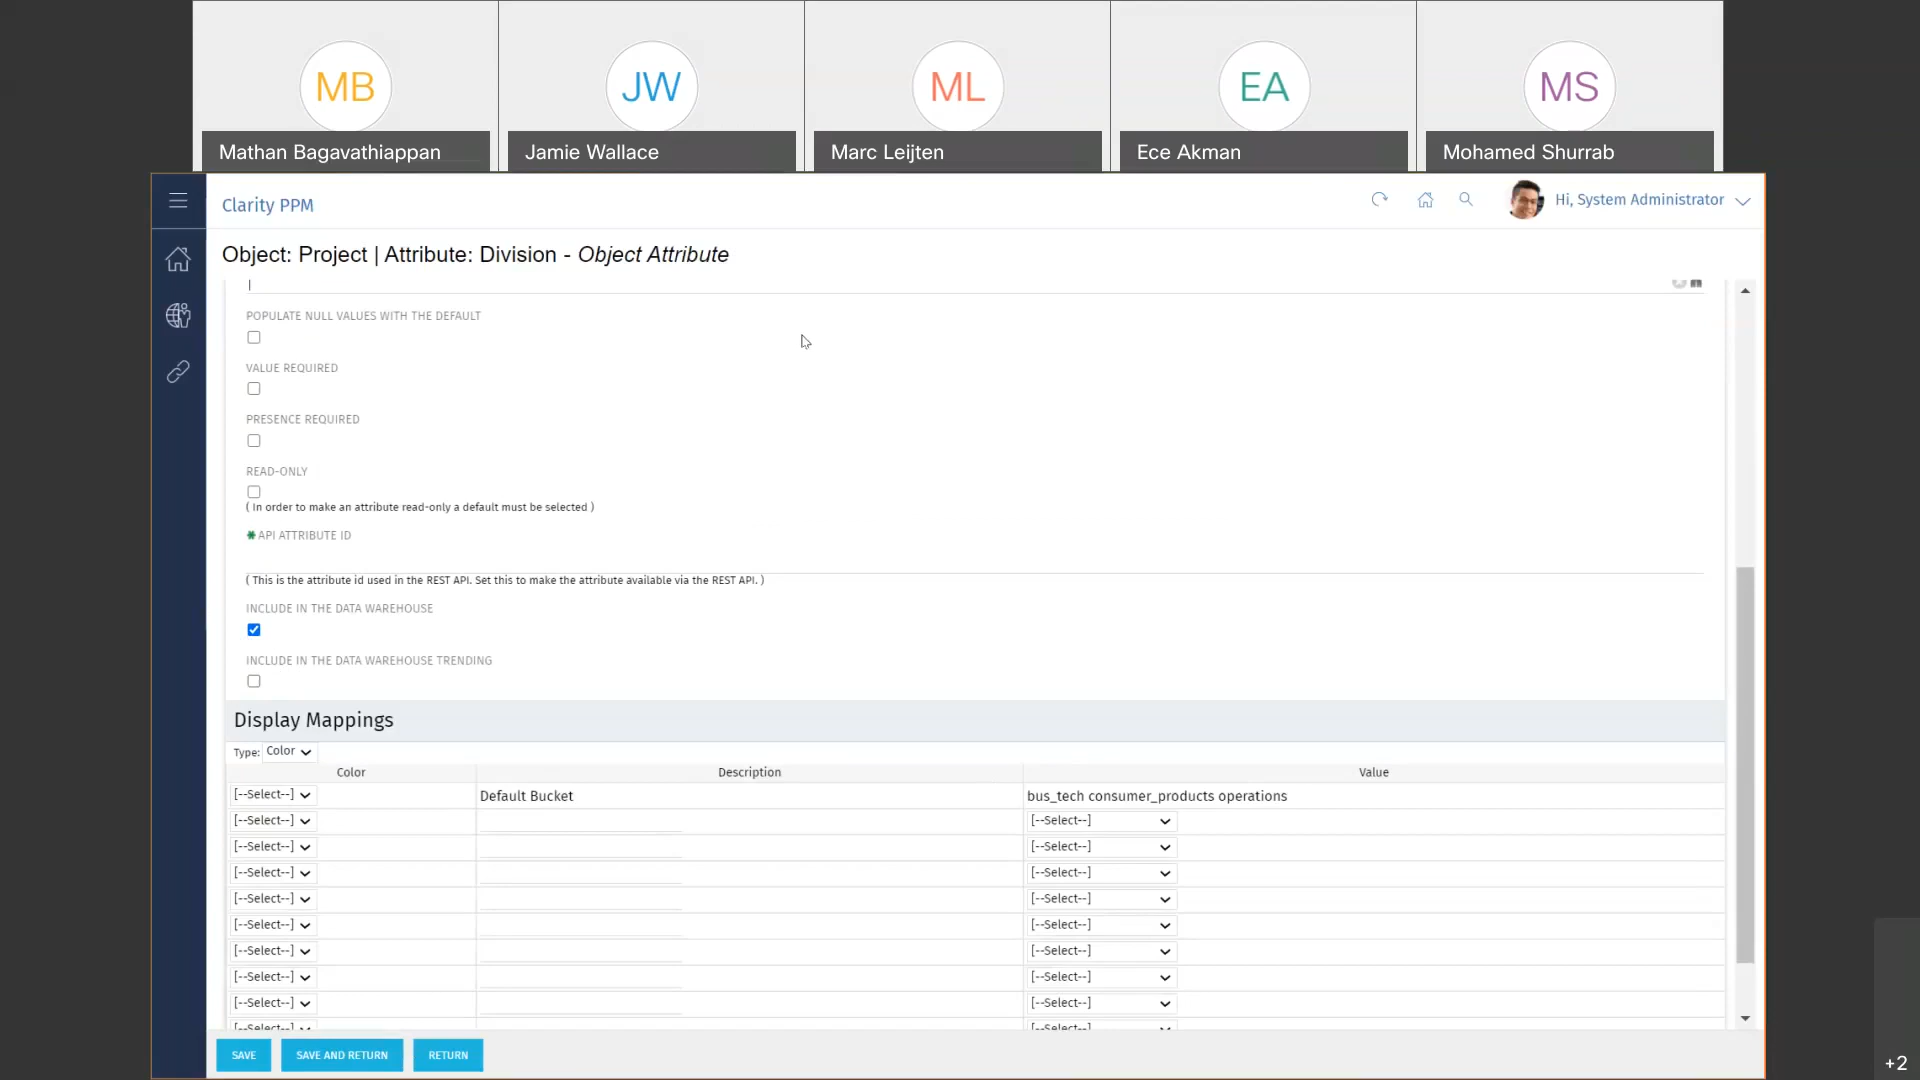 MB
JW
ML
EA
MS
Mathan Bagavathiappan
Jamie Wallace
Marc Leijten
Ece Akman
Mohamed Shurrab
Clarity PPM
Hi, System Administrator
Object: Project | Attribute: Division - Object Attribute
POPULATE NULL VALUES WITH THE DEFAULT
VALUE REQUIRED
PRESENCE REQUIRED
READ-ONLY
( In order to make an attribute read-only a default must be selected )
✱ API ATTRIBUTE ID
( This is the attribute id used in the REST API. Set this to make the attribute available via the REST API. )
INCLUDE IN THE DATA WAREHOUSE
INCLUDE IN THE DATA WAREHOUSE TRENDING
Display Mappings
Type: Color
Color Description Value
[--Select--] Default Bucket bus_tech consumer_products operations
[--Select--] [--Select--]
[--Select--] [--Select--]
[--Select--] [--Select--]
[--Select--] [--Select--]
[--Select--] [--Select--]
[--Select--] [--Select--]
[--Select--] [--Select--]
[--Select--] [--Select--]
[--Select--] [--Select--]
SAVE SAVE AND RETURN RETURN
+2